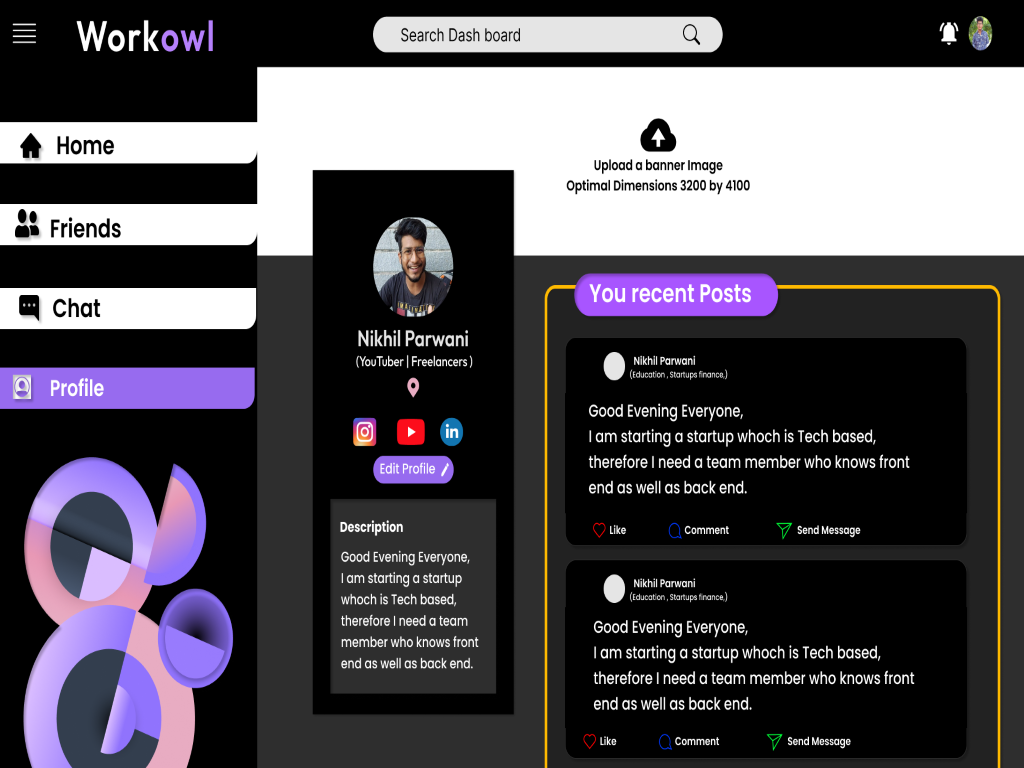 Workowl
Search Dash board
Home
Friends
Chat
Profile
Upload a banner Image
Optimal Dimensions 3200 by 4100
Nikhil Parwani
(YouTuber | Freelancers )
in
Edit Profile
Description
Good Evening Everyone,
I am starting a startup
whoch is Tech based,
therefore I need a team
member who knows front
end as well as back end.
You recent Posts
Nikhil Parwani
(Education , Startups finance,)
Good Evening Everyone,
I am starting a startup whoch is Tech based,
therefore I need a team member who knows front
end as well as back end.
Like Comment Send Message
Nikhil Parwani
(Education , Startups finance,)
Good Evening Everyone,
I am starting a startup whoch is Tech based,
therefore I need a team member who knows front
end as well as back end.
Like Comment Send Message